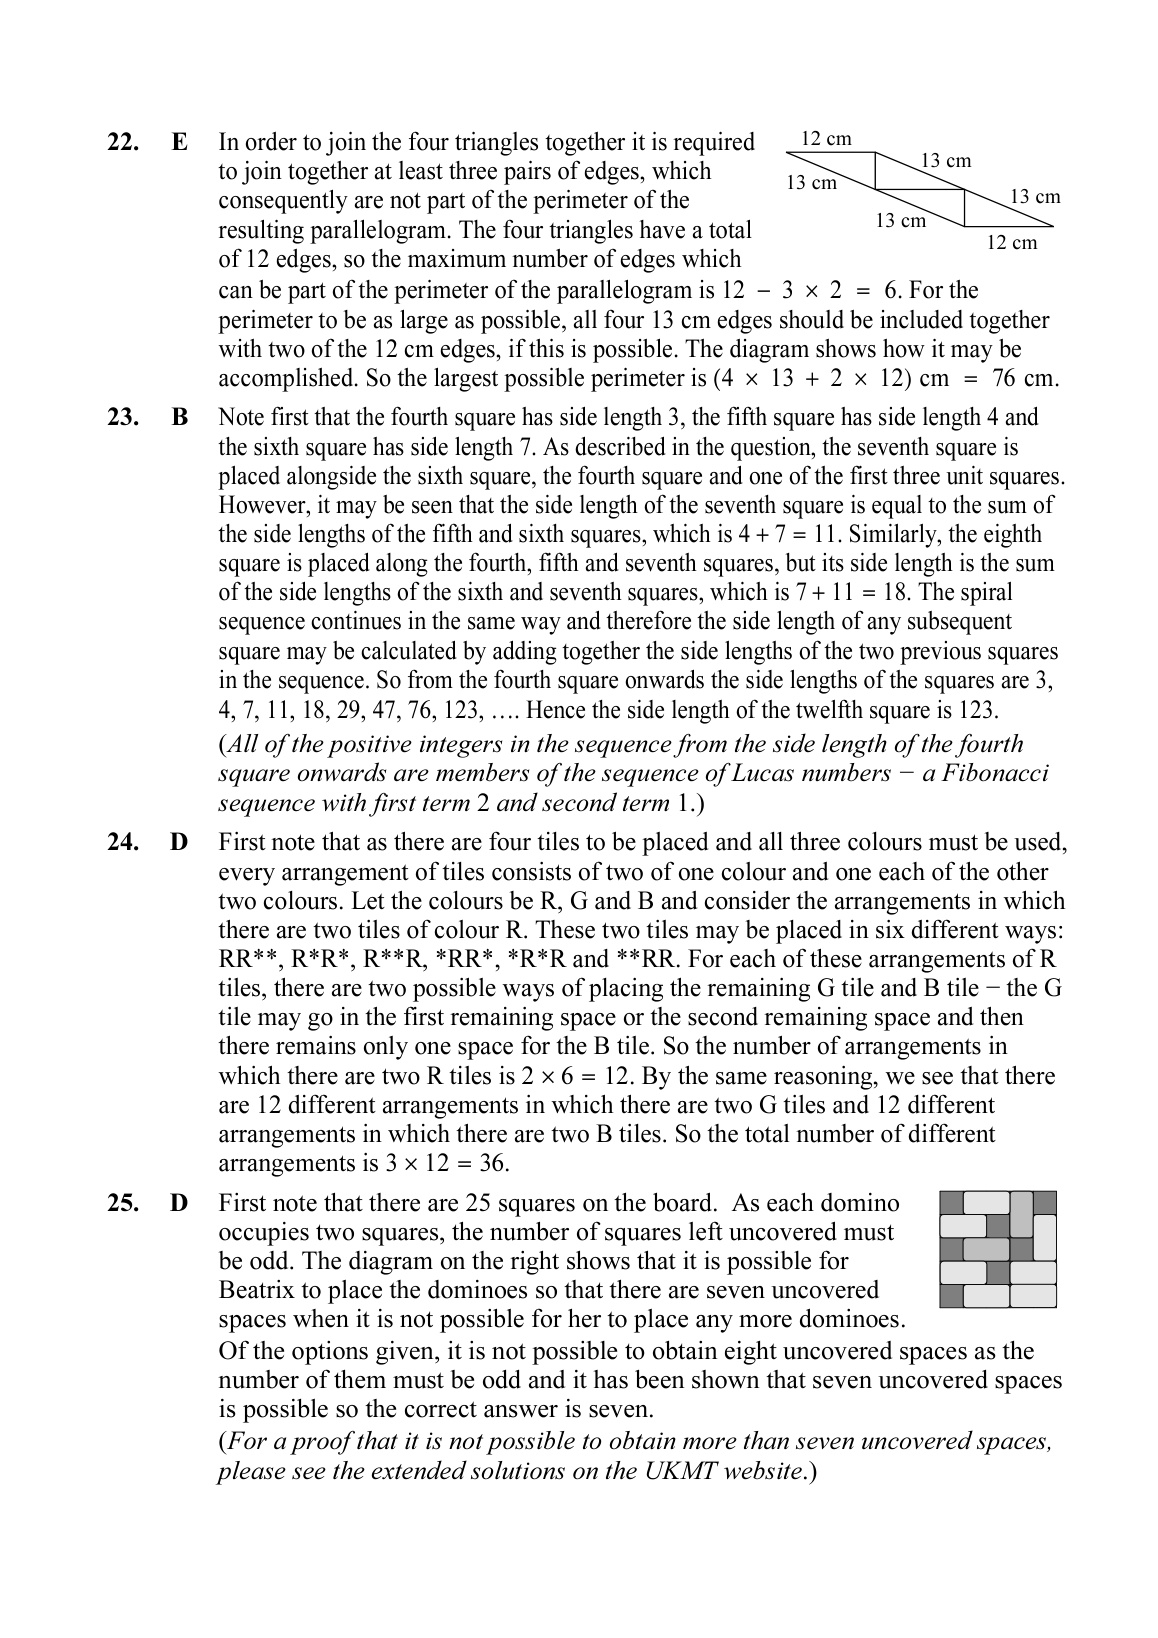 22. E In order to join the four triangles together it is required
to join together at least three pairs of edges, which
consequently are not part of the perimeter of the
resulting parallelogram. The four triangles have a total
of 12 edges, so the maximum number of edges which
12 cm
13 cm
13 cm
13 cm
13 cm
12 cm
can be part of the perimeter of the parallelogram is 12 − 3 × 2 = 6. For the
perimeter to be as large as possible, all four 13 cm edges should be included together
with two of the 12 cm edges, if this is possible. The diagram shows how it may be
accomplished. So the largest possible perimeter is (4 × 13 + 2 × 12) cm = 76 cm.
23. B Note first that the fourth square has side length 3, the fifth square has side length 4 and
the sixth square has side length 7. As described in the question, the seventh square is
placed alongside the sixth square, the fourth square and one of the first three unit squares.
However, it may be seen that the side length of the seventh square is equal to the sum of
the side lengths of the fifth and sixth squares, which is 4 + 7 = 11. Similarly, the eighth
square is placed along the fourth, fifth and seventh squares, but its side length is the sum
of the side lengths of the sixth and seventh squares, which is 7 + 11 = 18. The spiral
sequence continues in the same way and therefore the side length of any subsequent
square may be calculated by adding together the side lengths of the two previous squares
in the sequence. So from the fourth square onwards the side lengths of the squares are 3,
4, 7, 11, 18, 29, 47, 76, 123, …. Hence the side length of the twelfth square is 123.
(All of the positive integers in the sequence from the side length of the fourth
square onwards are members of the sequence of Lucas numbers − a Fibonacci
sequence with first term 2 and second term 1.)
24. D First note that as there are four tiles to be placed and all three colours must be used,
every arrangement of tiles consists of two of one colour and one each of the other
two colours. Let the colours be R, G and B and consider the arrangements in which
there are two tiles of colour R. These two tiles may be placed in six different ways:
RR**, R*R*, R**R, *RR*, *R*R and **RR. For each of these arrangements of R
tiles, there are two possible ways of placing the remaining G tile and B tile − the G
tile may go in the first remaining space or the second remaining space and then
there remains only one space for the B tile. So the number of arrangements in
which there are two R tiles is 2 × 6 = 12. By the same reasoning, we see that there
are 12 different arrangements in which there are two G tiles and 12 different
arrangements in which there are two B tiles. So the total number of different
arrangements is 3 × 12 = 36.
25. D First note that there are 25 squares on the board. As each domino
occupies two squares, the number of squares left uncovered must
be odd. The diagram on the right shows that it is possible for
Beatrix to place the dominoes so that there are seven uncovered
spaces when it is not possible for her to place any more dominoes.
Of the options given, it is not possible to obtain eight uncovered spaces as the
number of them must be odd and it has been shown that seven uncovered spaces
is possible so the correct answer is seven.
(For a proof that it is not possible to obtain more than seven uncovered spaces,
please see the extended solutions on the UKMT website.)